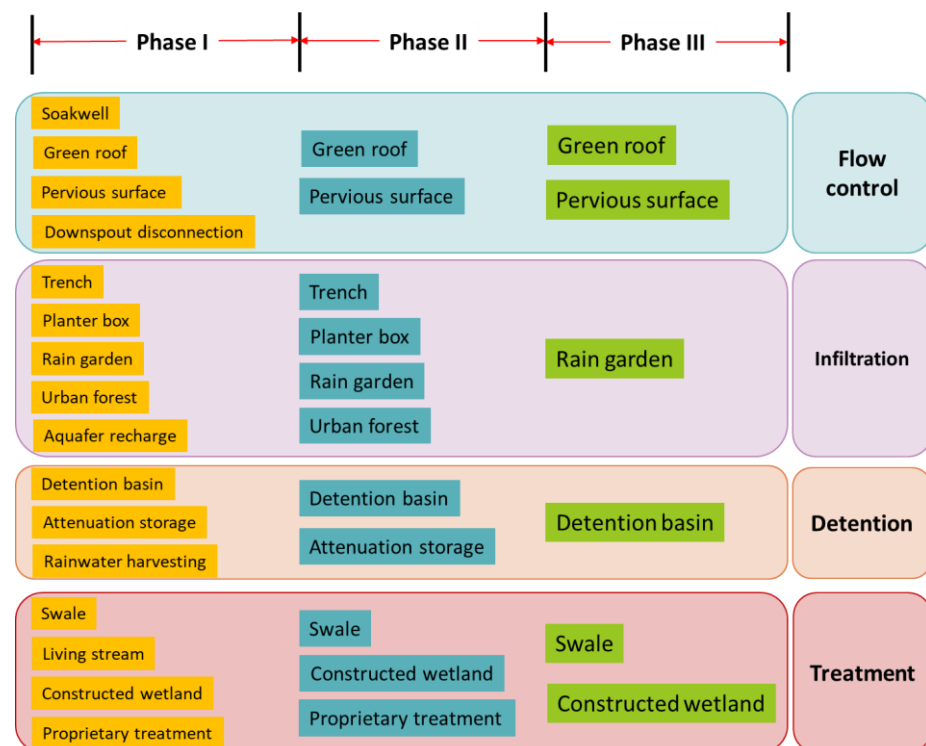 Phase I
Phase II
Phase III
Soakwell
Green roof
Pervious surface
Downspout disconnection
Green roof
Pervious surface
Green roof
Pervious surface
Flow
control
Trench
Planter box
Rain garden
Urban forest
Aquafer recharge
Trench
Planter box
Rain garden
Urban forest
Rain garden
Infiltration
Detention basin
Attenuation storage
Rainwater harvesting
Detention basin
Attenuation storage
Detention basin
Detention
Swale
Living stream
Constructed wetland
Proprietary treatment
Swale
Constructed wetland
Proprietary treatment
Swale
Constructed wetland
Treatment